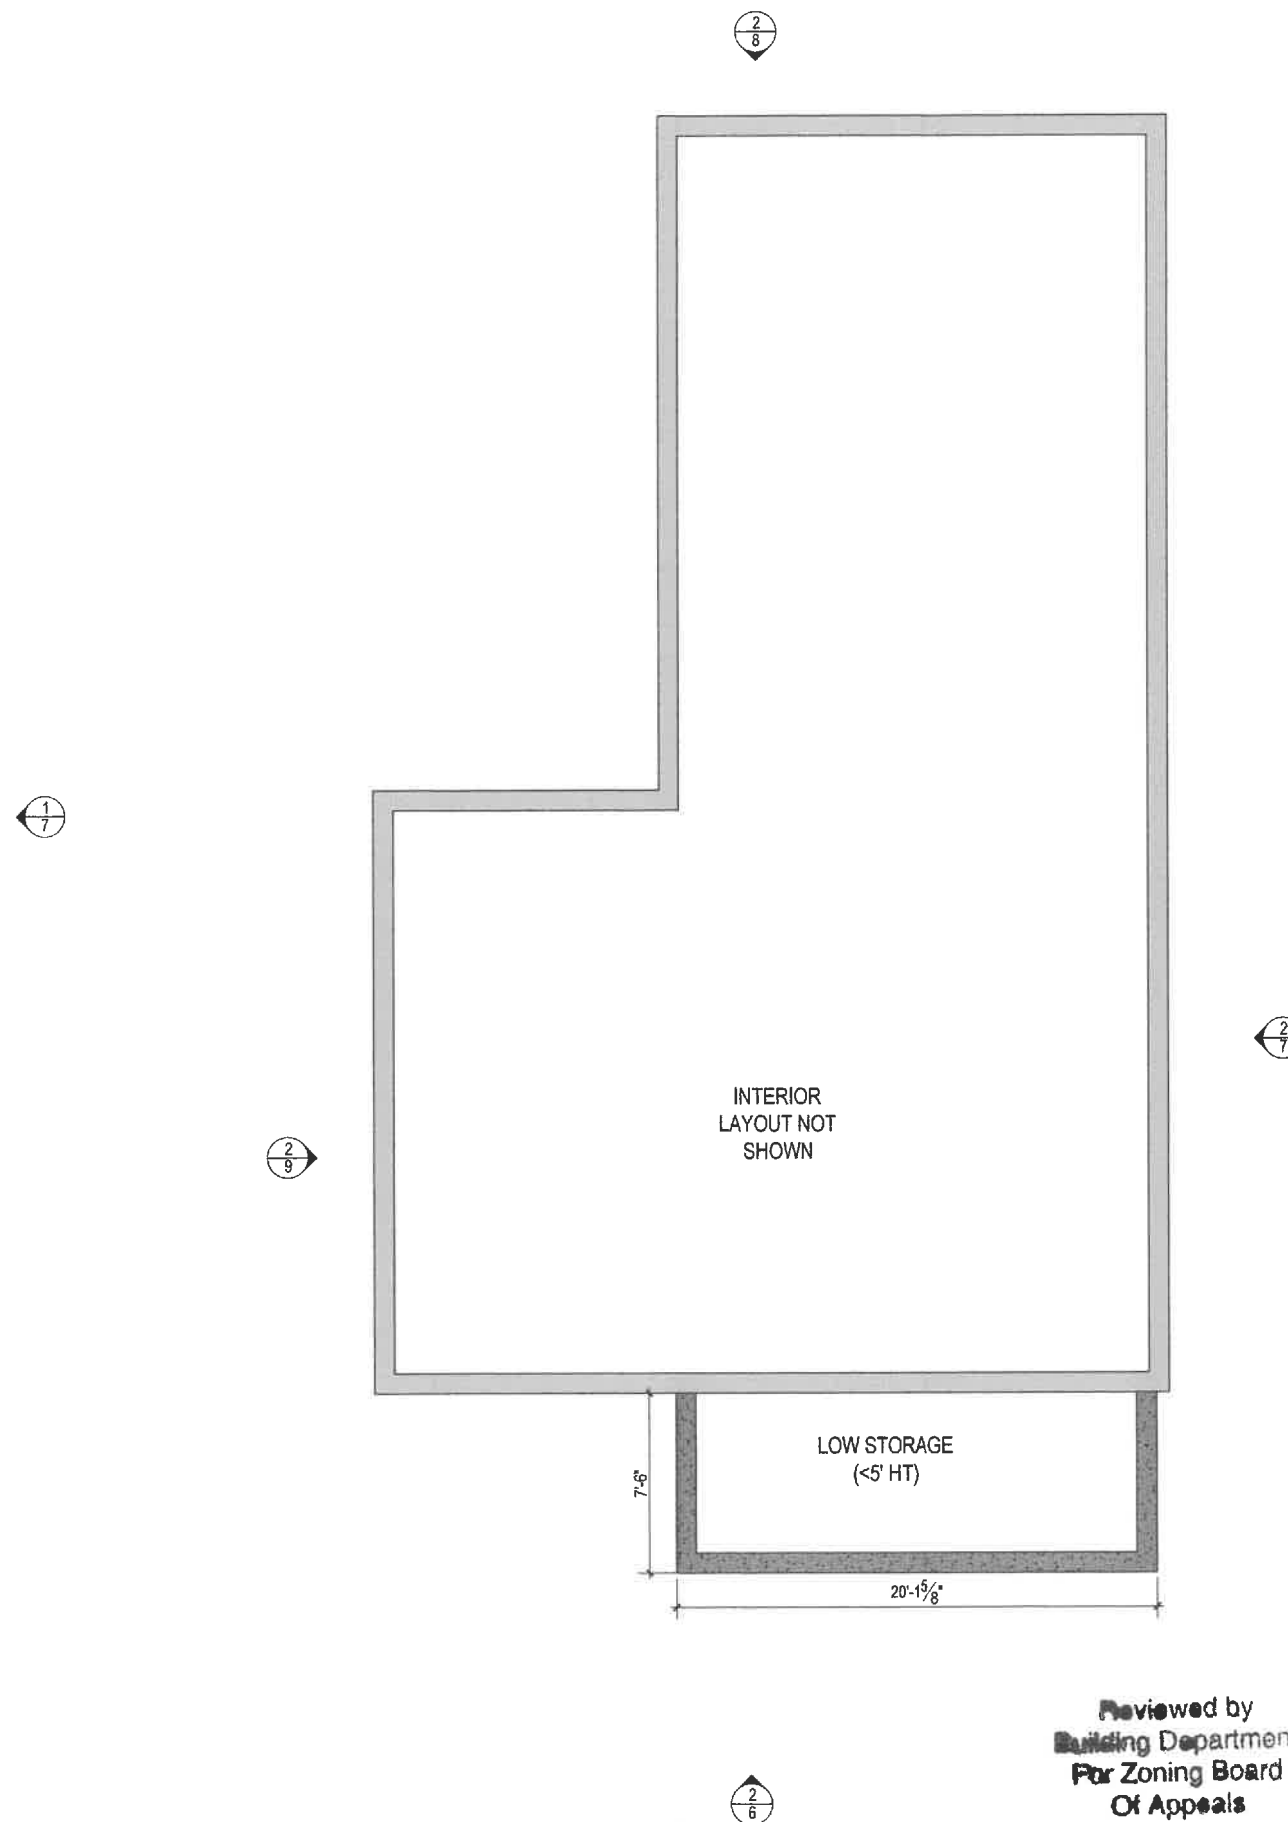 2
8
1
7
2
7
INTERIOR
LAYOUT NOT
SHOWN
2
9
LOW STORAGE
(<5' HT)
7'-6"
20'-1⅝"
Reviewed by
Building Departmen
For Zoning Board
Of Appeals
2
6